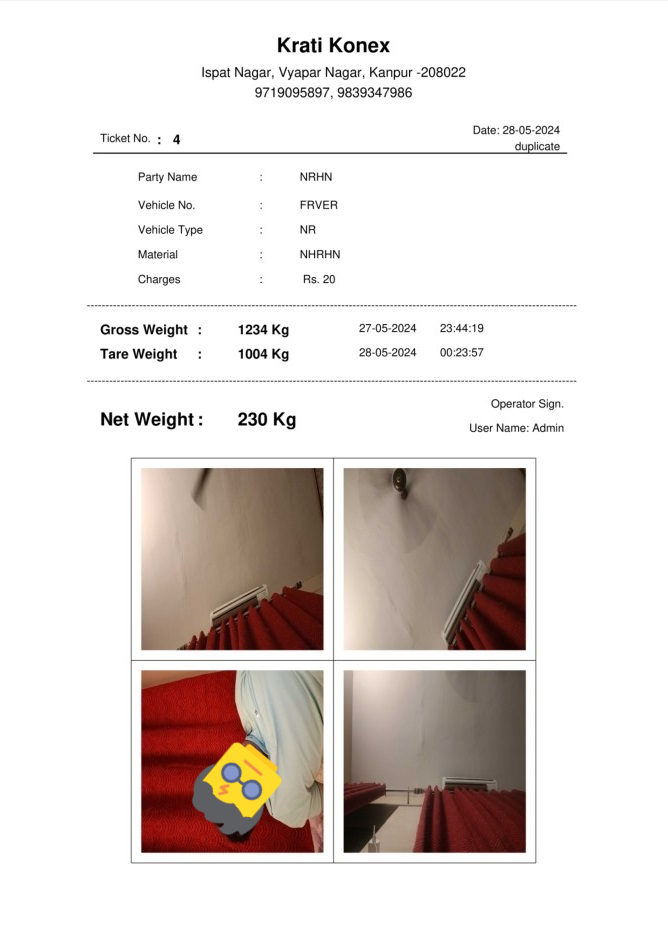 Krati Konex
Ispat Nagar, Vyapar Nagar, Kanpur -208022
9719095897, 9839347986
Ticket No. : 4
Date: 28-05-2024
duplicate
Party Name : NRHN
Vehicle No. : FRVER
Vehicle Type : NR
Material : NHRHN
Charges : Rs. 20
Gross Weight : 1234 Kg 27-05-2024 23:44:19
Tare Weight : 1004 Kg 28-05-2024 00:23:57
Operator Sign.
Net Weight : 230 Kg
User Name: Admin